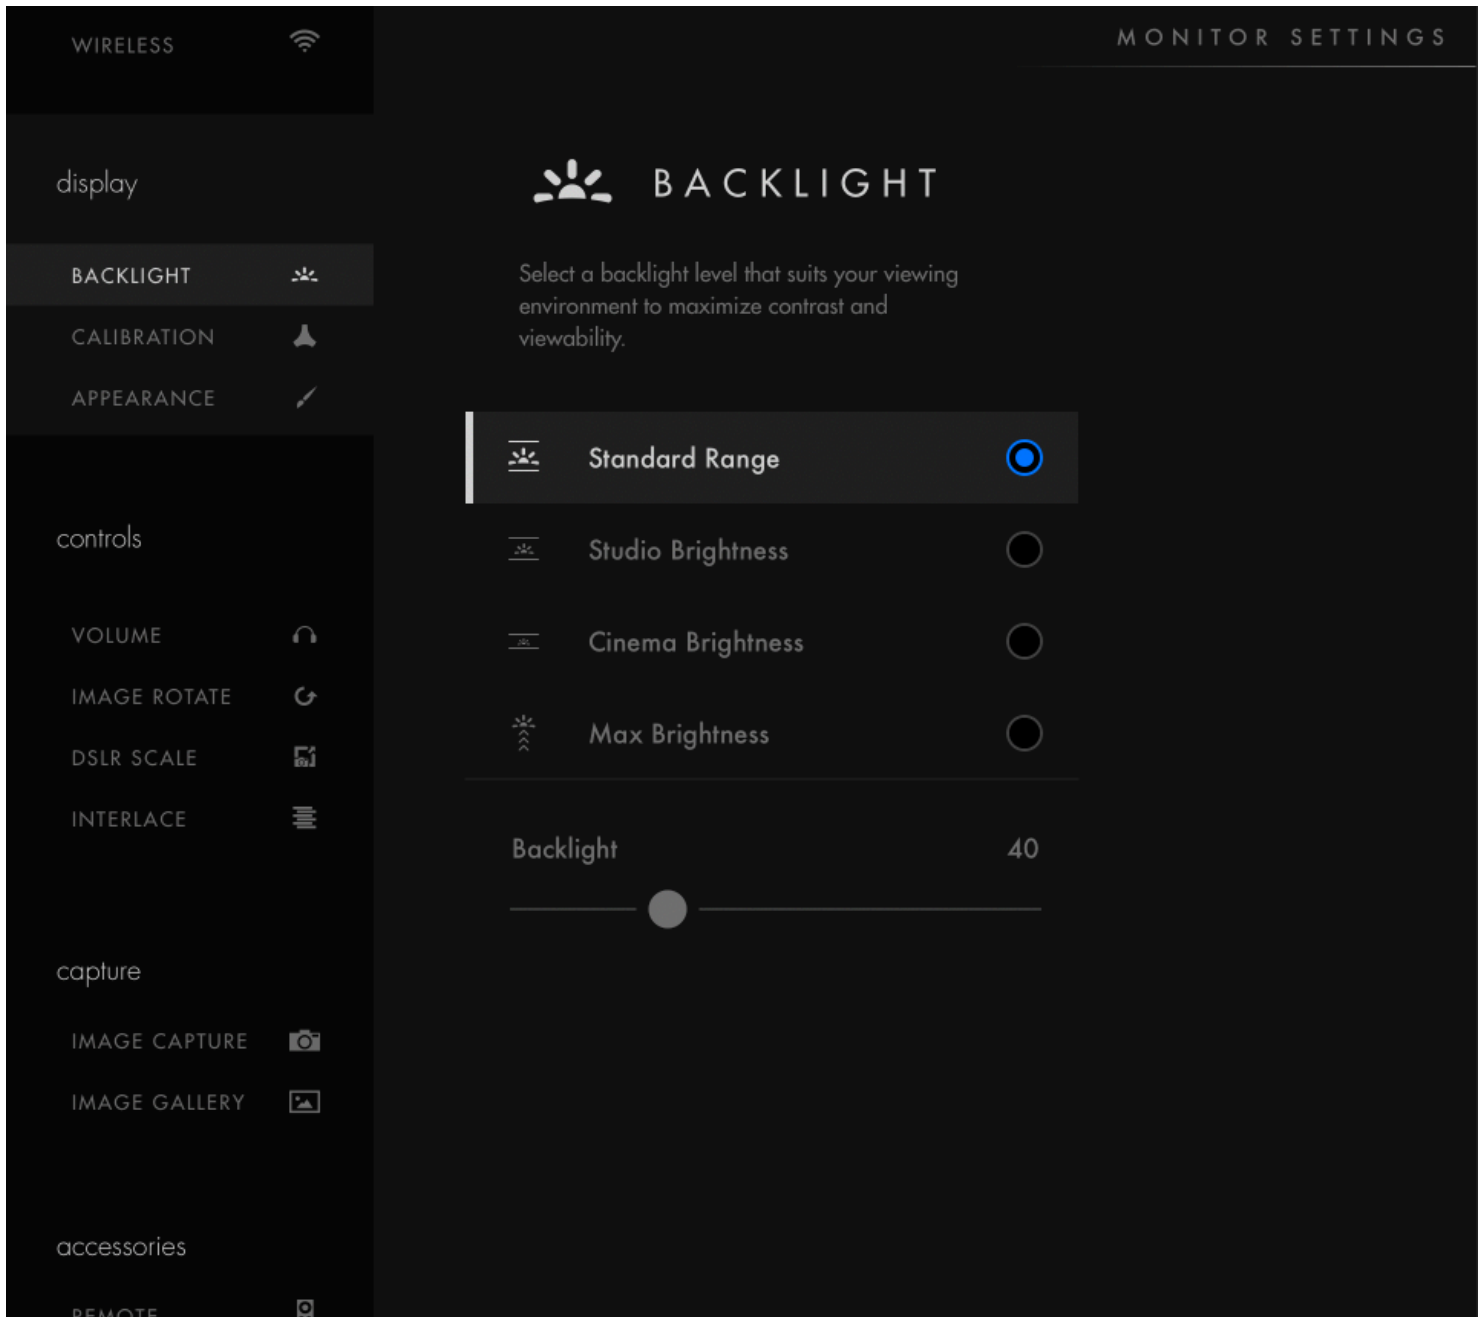 WIRELESS
MONITOR SETTINGS
display
BACKLIGHT
CALIBRATION
APPEARANCE
controls
VOLUME
IMAGE ROTATE
DSLR SCALE
INTERLACE
capture
IMAGE CAPTURE
IMAGE GALLERY
accessories
REMOTE
BACKLIGHT
Select a backlight level that suits your viewing
environment to maximize contrast and
viewability.
Standard Range
Studio Brightness
Cinema Brightness
Max Brightness
Backlight 40